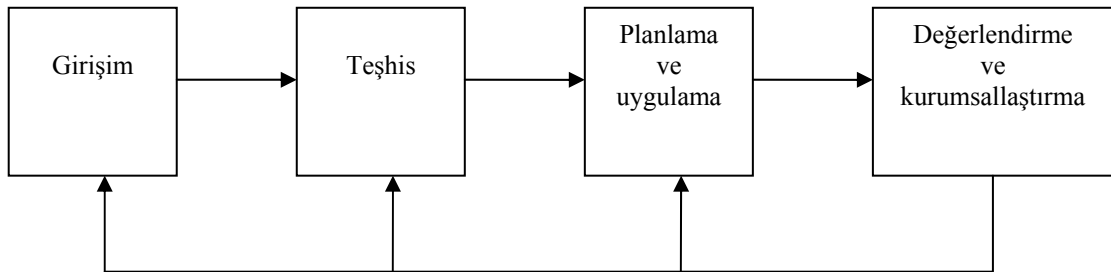 Girişim
Teşhis
Planlama
ve
uygulama
Değerlendirme
ve
kurumsallaştırma